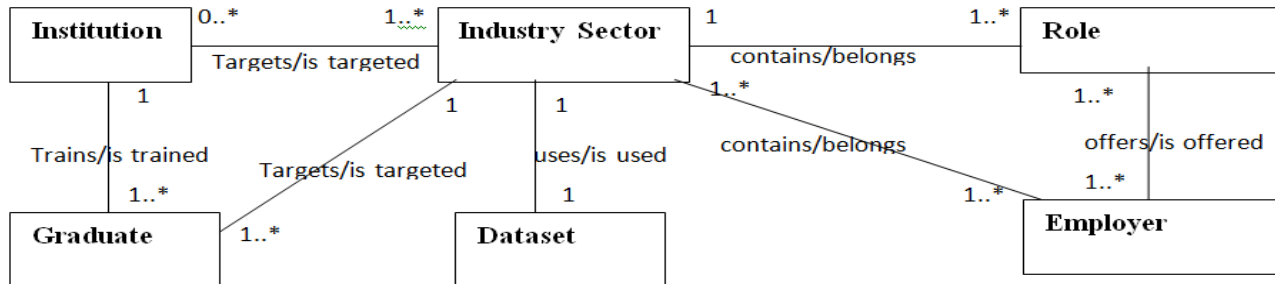 0..* 1..* 1 1..*
Institution Industry Sector Role
Targets/is targeted contains/belongs
1 1 1 1..* 1..*
Trains/is trained Targets/is targeted uses/is used contains/belongs offers/is offered
1..* 1..* 1 1..* 1..*
Graduate Dataset Employer